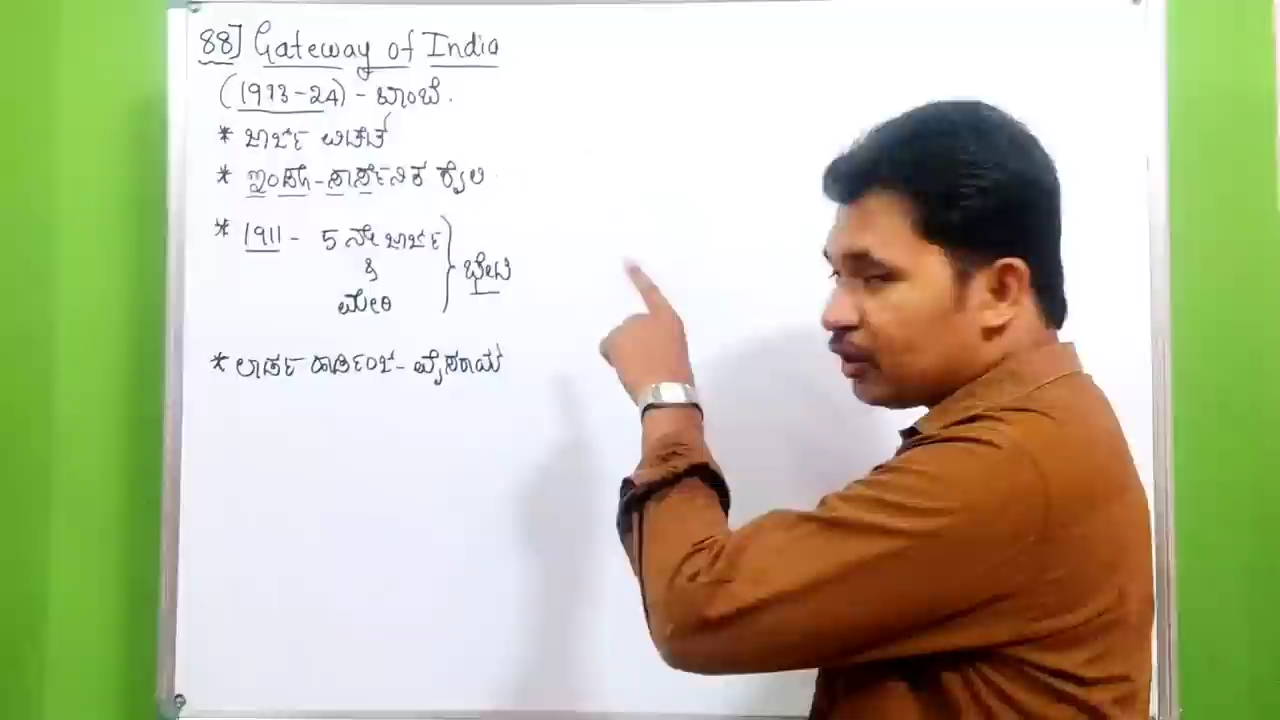 88] Gateway of India
(1913-24) - ಬಾಂಬೆ.
* ಜಾರ್ಜ್ ವಿಟೆಟ್
* ಇಂಡೋ-ಸಾರ್ಸೆನಿಕ ಶೈಲಿ
* 1911 - 5 ನೇ ಜಾರ್ಜ್
&
ಮೇರಿ
ಭೇಟಿ
* ಲಾರ್ಡ್ ಹಾರ್ಡಿಂಜ್ - ವೈಸರಾಯ್